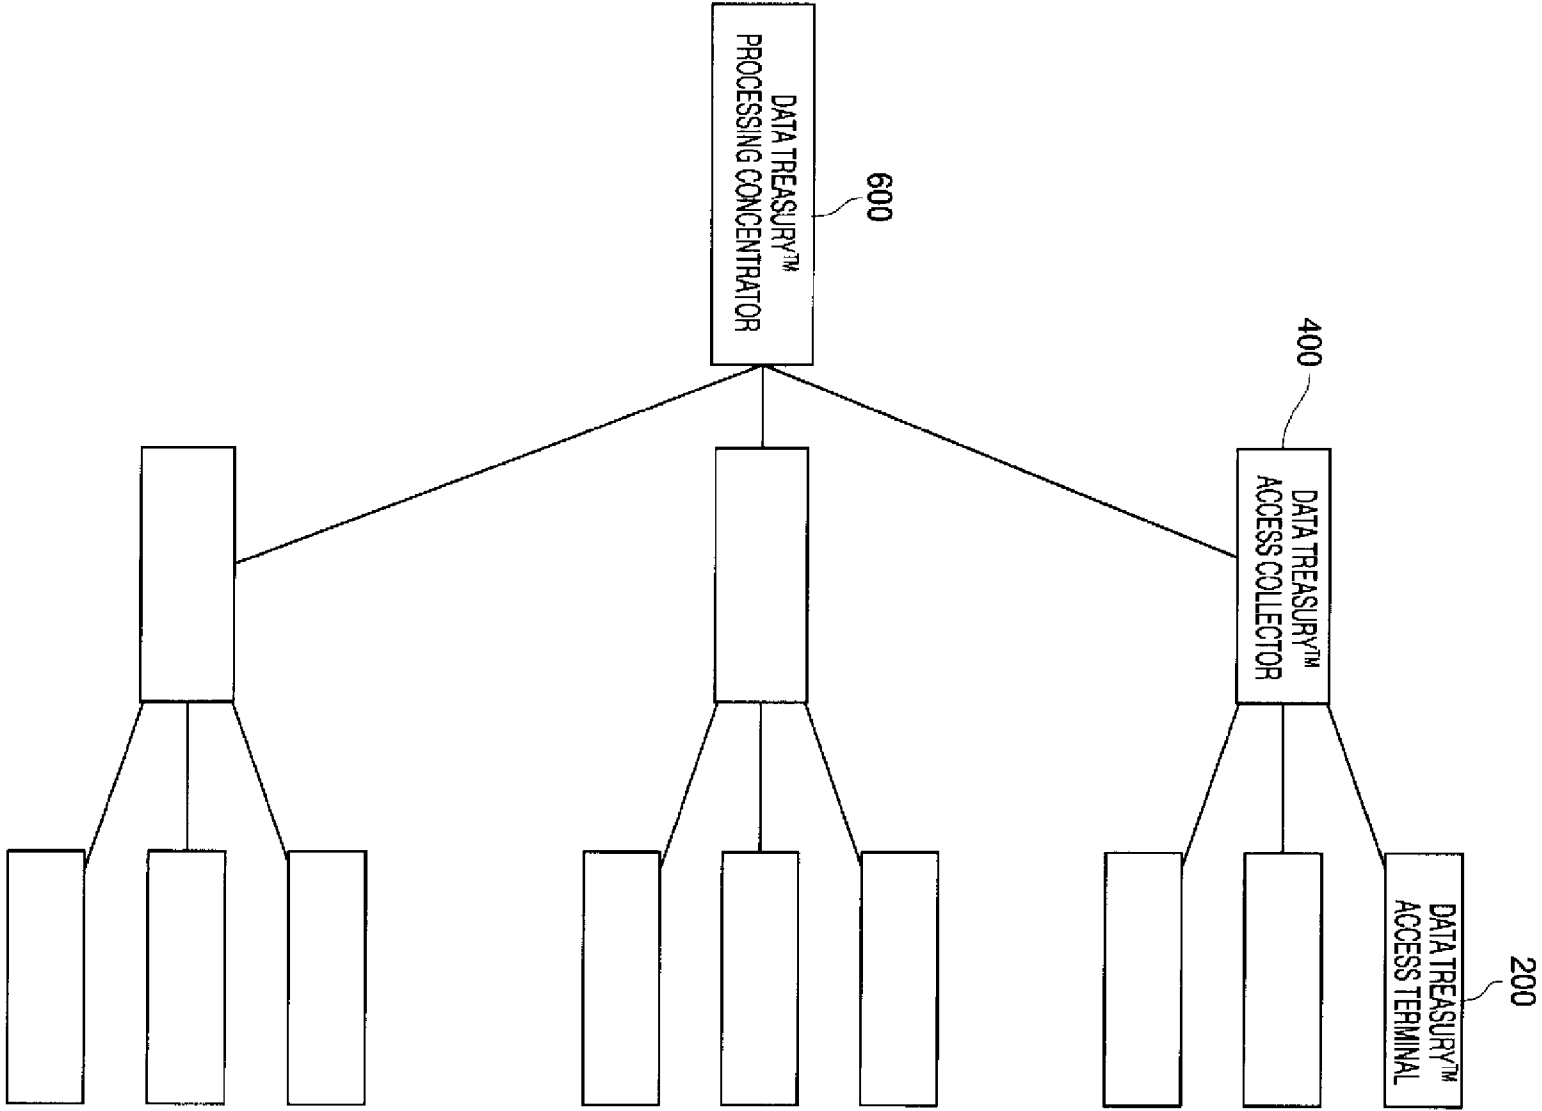 DATA TREASURY™
PROCESSING CONCENTRATOR
600
400
DATA TREASURY™
ACCESS COLLECTOR
200
DATA TREASURY™
ACCESS TERMINAL